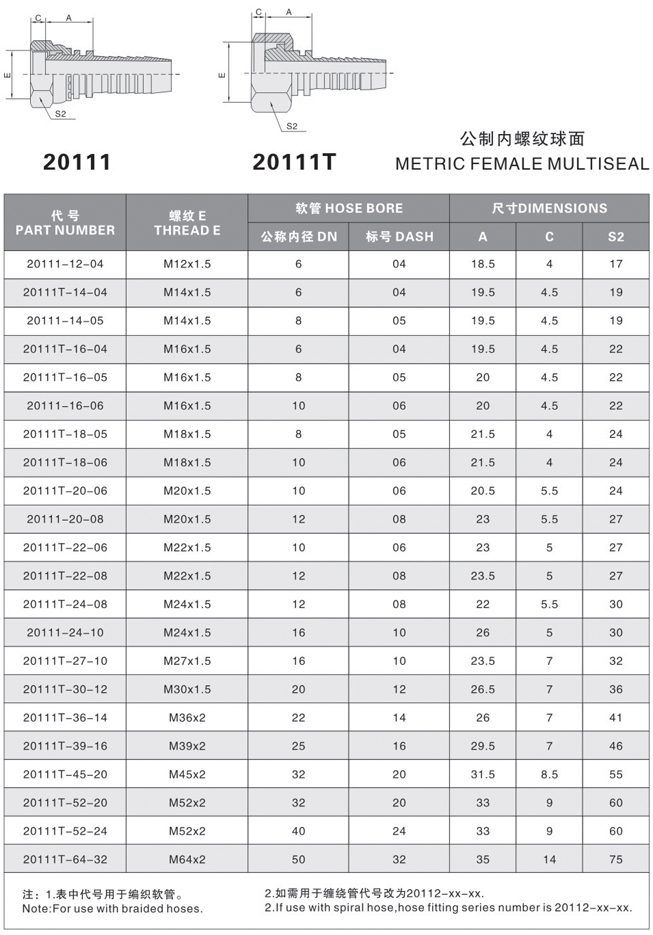 C A
E
S2
C A
E
S2
20111
20111T
公制内螺纹球面
METRIC FEMALE MULTISEAL
代号 螺纹 E 软管 HOSE BORE 尺寸DIMENSIONS
PART NUMBER THREAD E 公称内径 DN 标号 DASH A C S2
20111-12-04 M12x1.5 6 04 18.5 4 17
20111T-14-04 M14x1.5 6 04 19.5 4.5 19
20111-14-05 M14x1.5 8 05 19.5 4.5 19
20111T-16-04 M16x1.5 6 04 19.5 4.5 22
20111T-16-05 M16x1.5 8 05 20 4.5 22
20111-16-06 M16x1.5 10 06 20 4.5 22
20111T-18-05 M18x1.5 8 05 21.5 4 24
20111T-18-06 M18x1.5 10 06 21.5 4 24
20111T-20-06 M20x1.5 10 06 20.5 5.5 24
20111-20-08 M20x1.5 12 08 23 5.5 27
20111T-22-06 M22x1.5 10 06 23 5 27
20111T-22-08 M22x1.5 12 08 23.5 5 27
20111T-24-08 M24x1.5 12 08 22 5.5 30
20111-24-10 M24x1.5 16 10 26 5 30
20111T-27-10 M27x1.5 16 10 23.5 7 32
20111T-30-12 M30x1.5 20 12 26.5 7 36
20111T-36-14 M36x2 22 14 26 7 41
20111T-39-16 M39x2 25 16 29.5 7 46
20111T-45-20 M45x2 32 20 31.5 8.5 55
20111T-52-20 M52x2 32 20 33 9 60
20111T-52-24 M52x2 40 24 33 9 60
20111T-64-32 M64x2 50 32 35 14 75
注：1.表中代号用于编织软管。 2.如需用于缠绕管代号改为20112-xx-xx.
Note:For use with braided hoses. 2.If use with spiral hose,hose fitting series number is 20112-xx-xx.